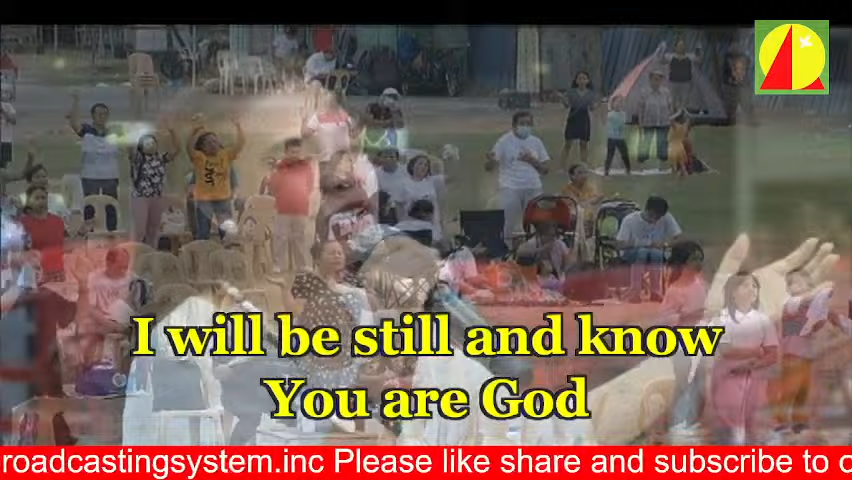 I will be still and know
You are God
roadcastingsystem.inc Please like share and subscribe to o